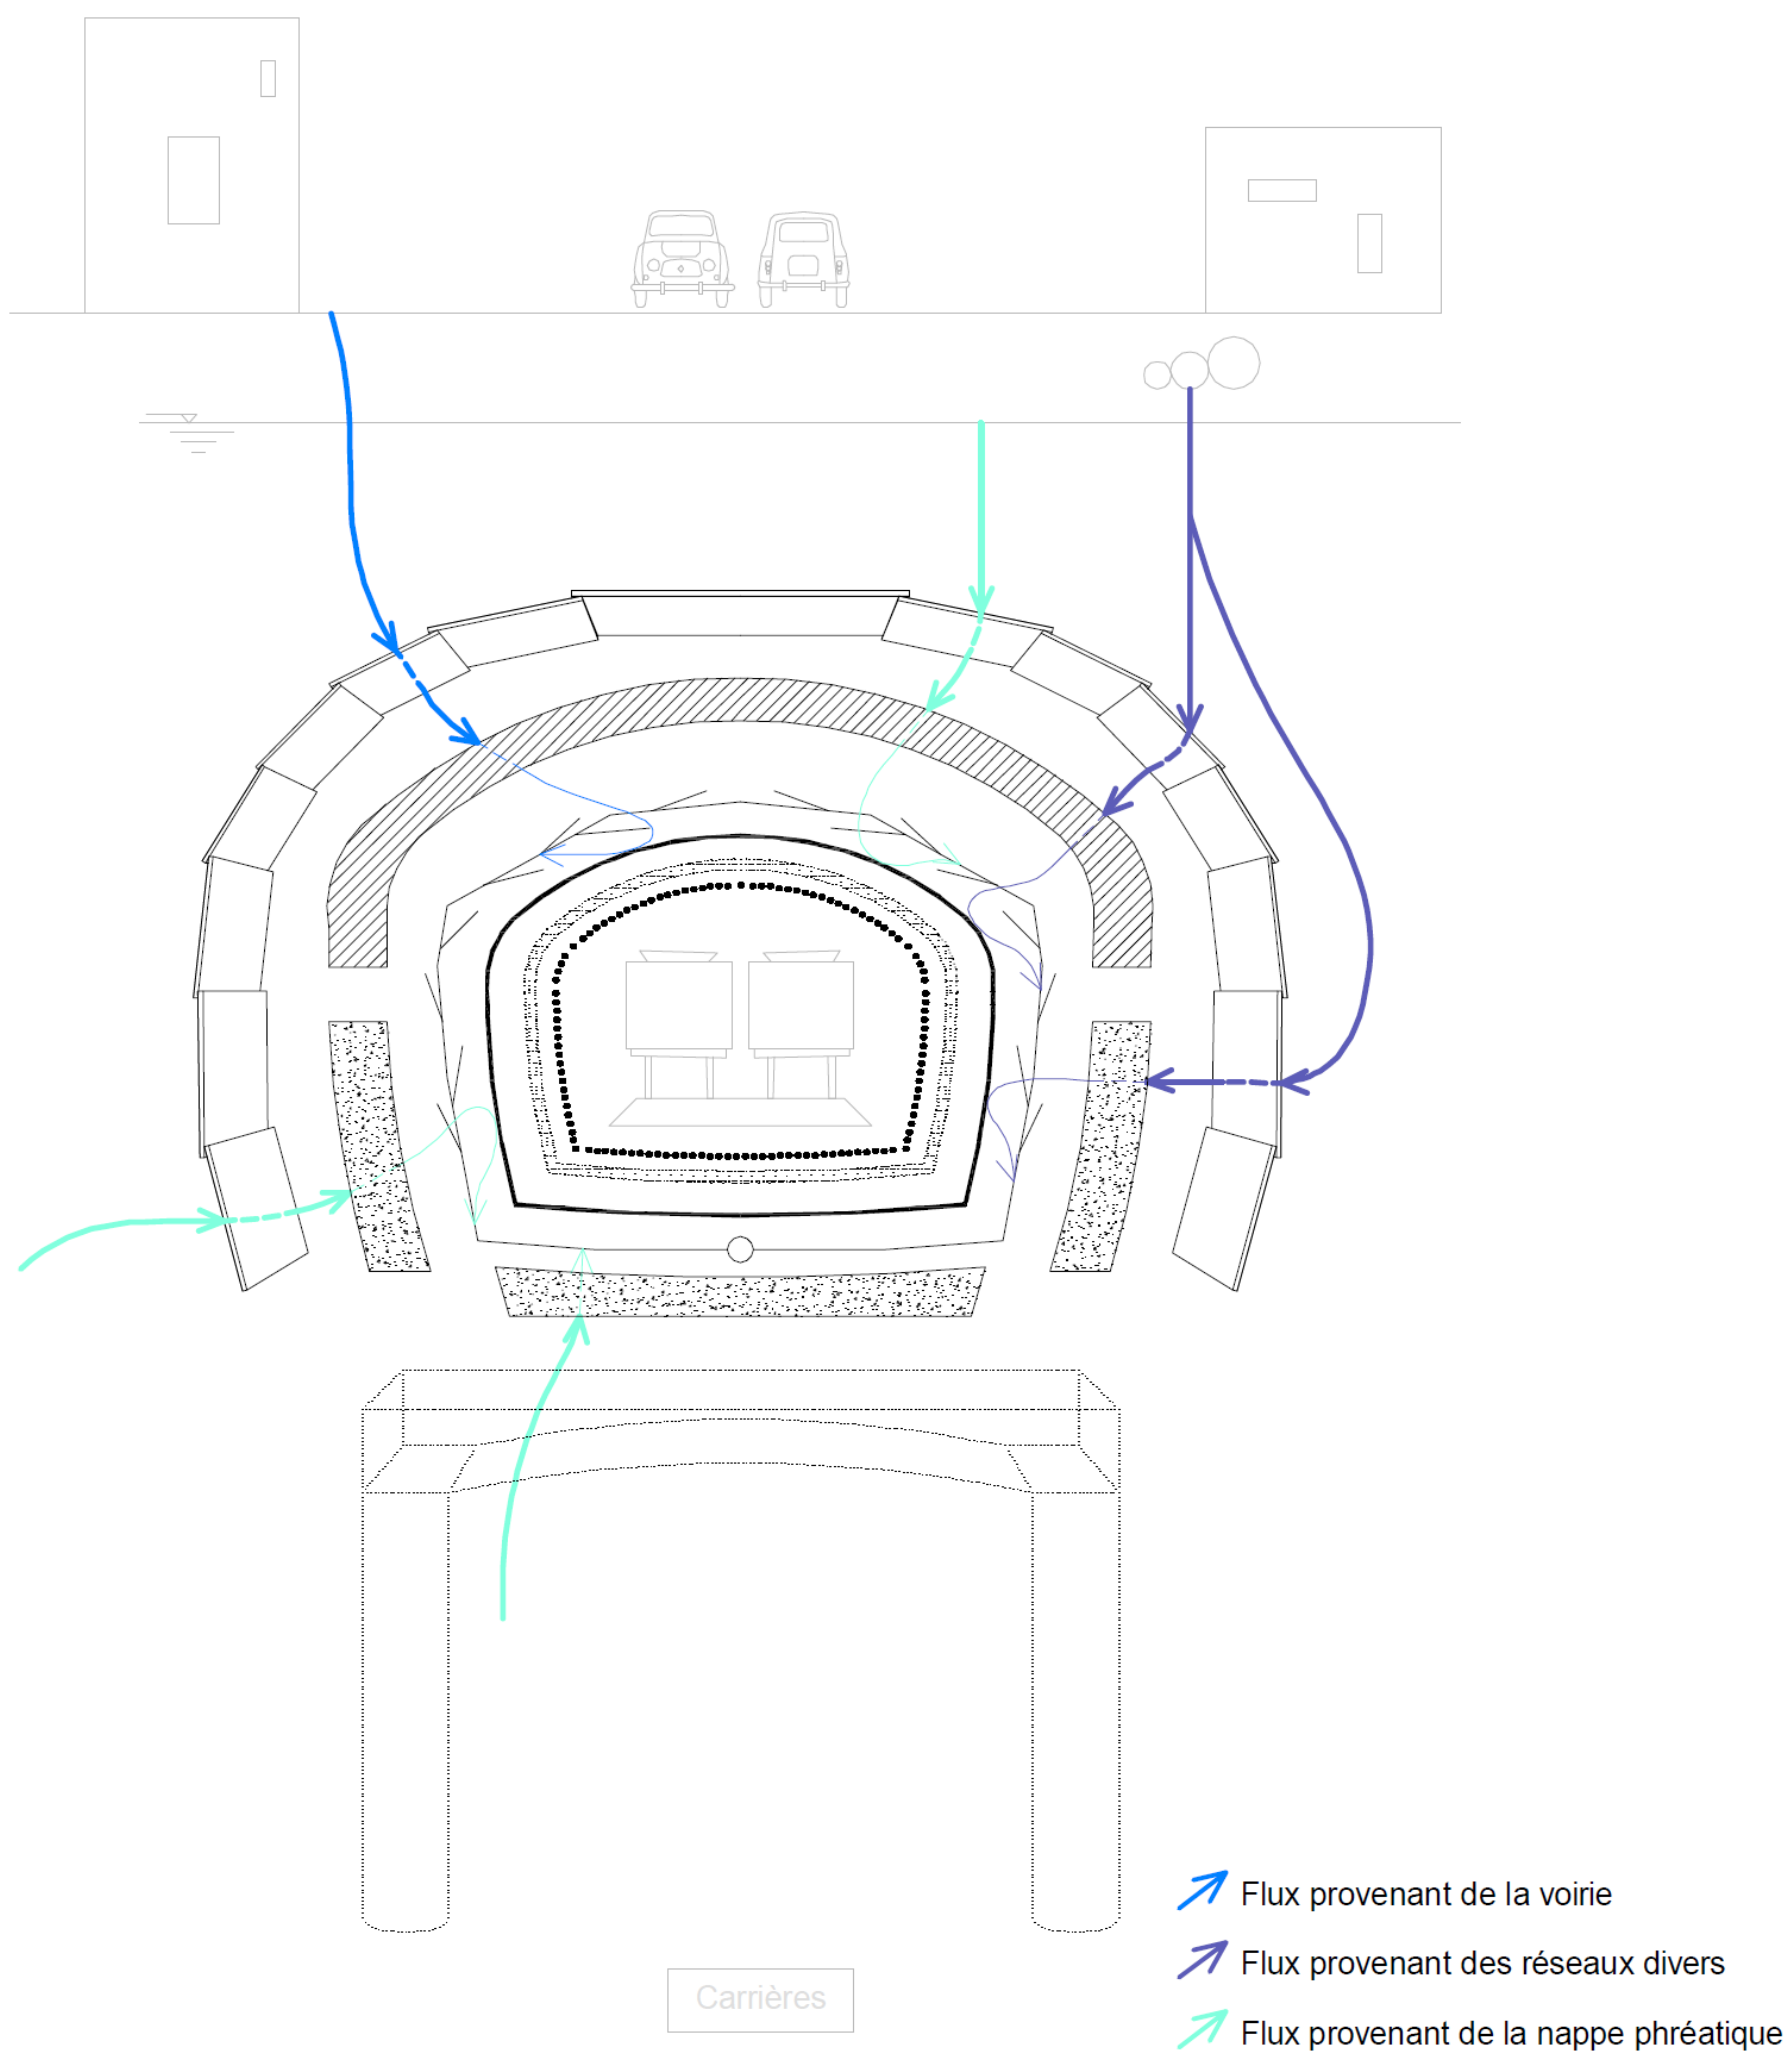 Flux provenant de la voirie
Flux provenant des réseaux divers
Carrières
Flux provenant de la nappe phréatique